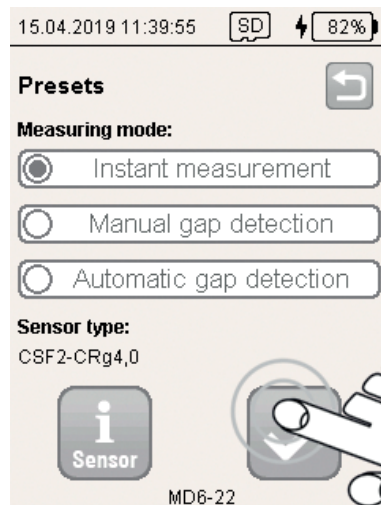 15.04.2019 11:39:55 SD 82%
Presets
Measuring mode:
Instant measurement
Manual gap detection
Automatic gap detection
Sensor type:
CSF2-CRg4,0
i
Sensor
MD6-22